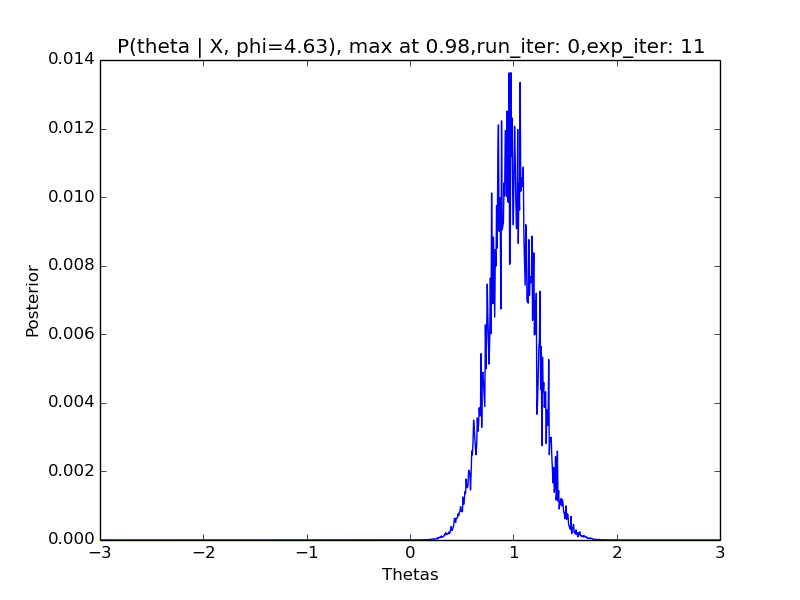 P(theta | X, phi=4.63), max at 0.98,run_iter: 0,exp_iter: 11
0.014
0.012
0.010
0.008
0.006
0.004
0.002
0.000
Posterior
−3 −2 −1 0 1 2 3
Thetas